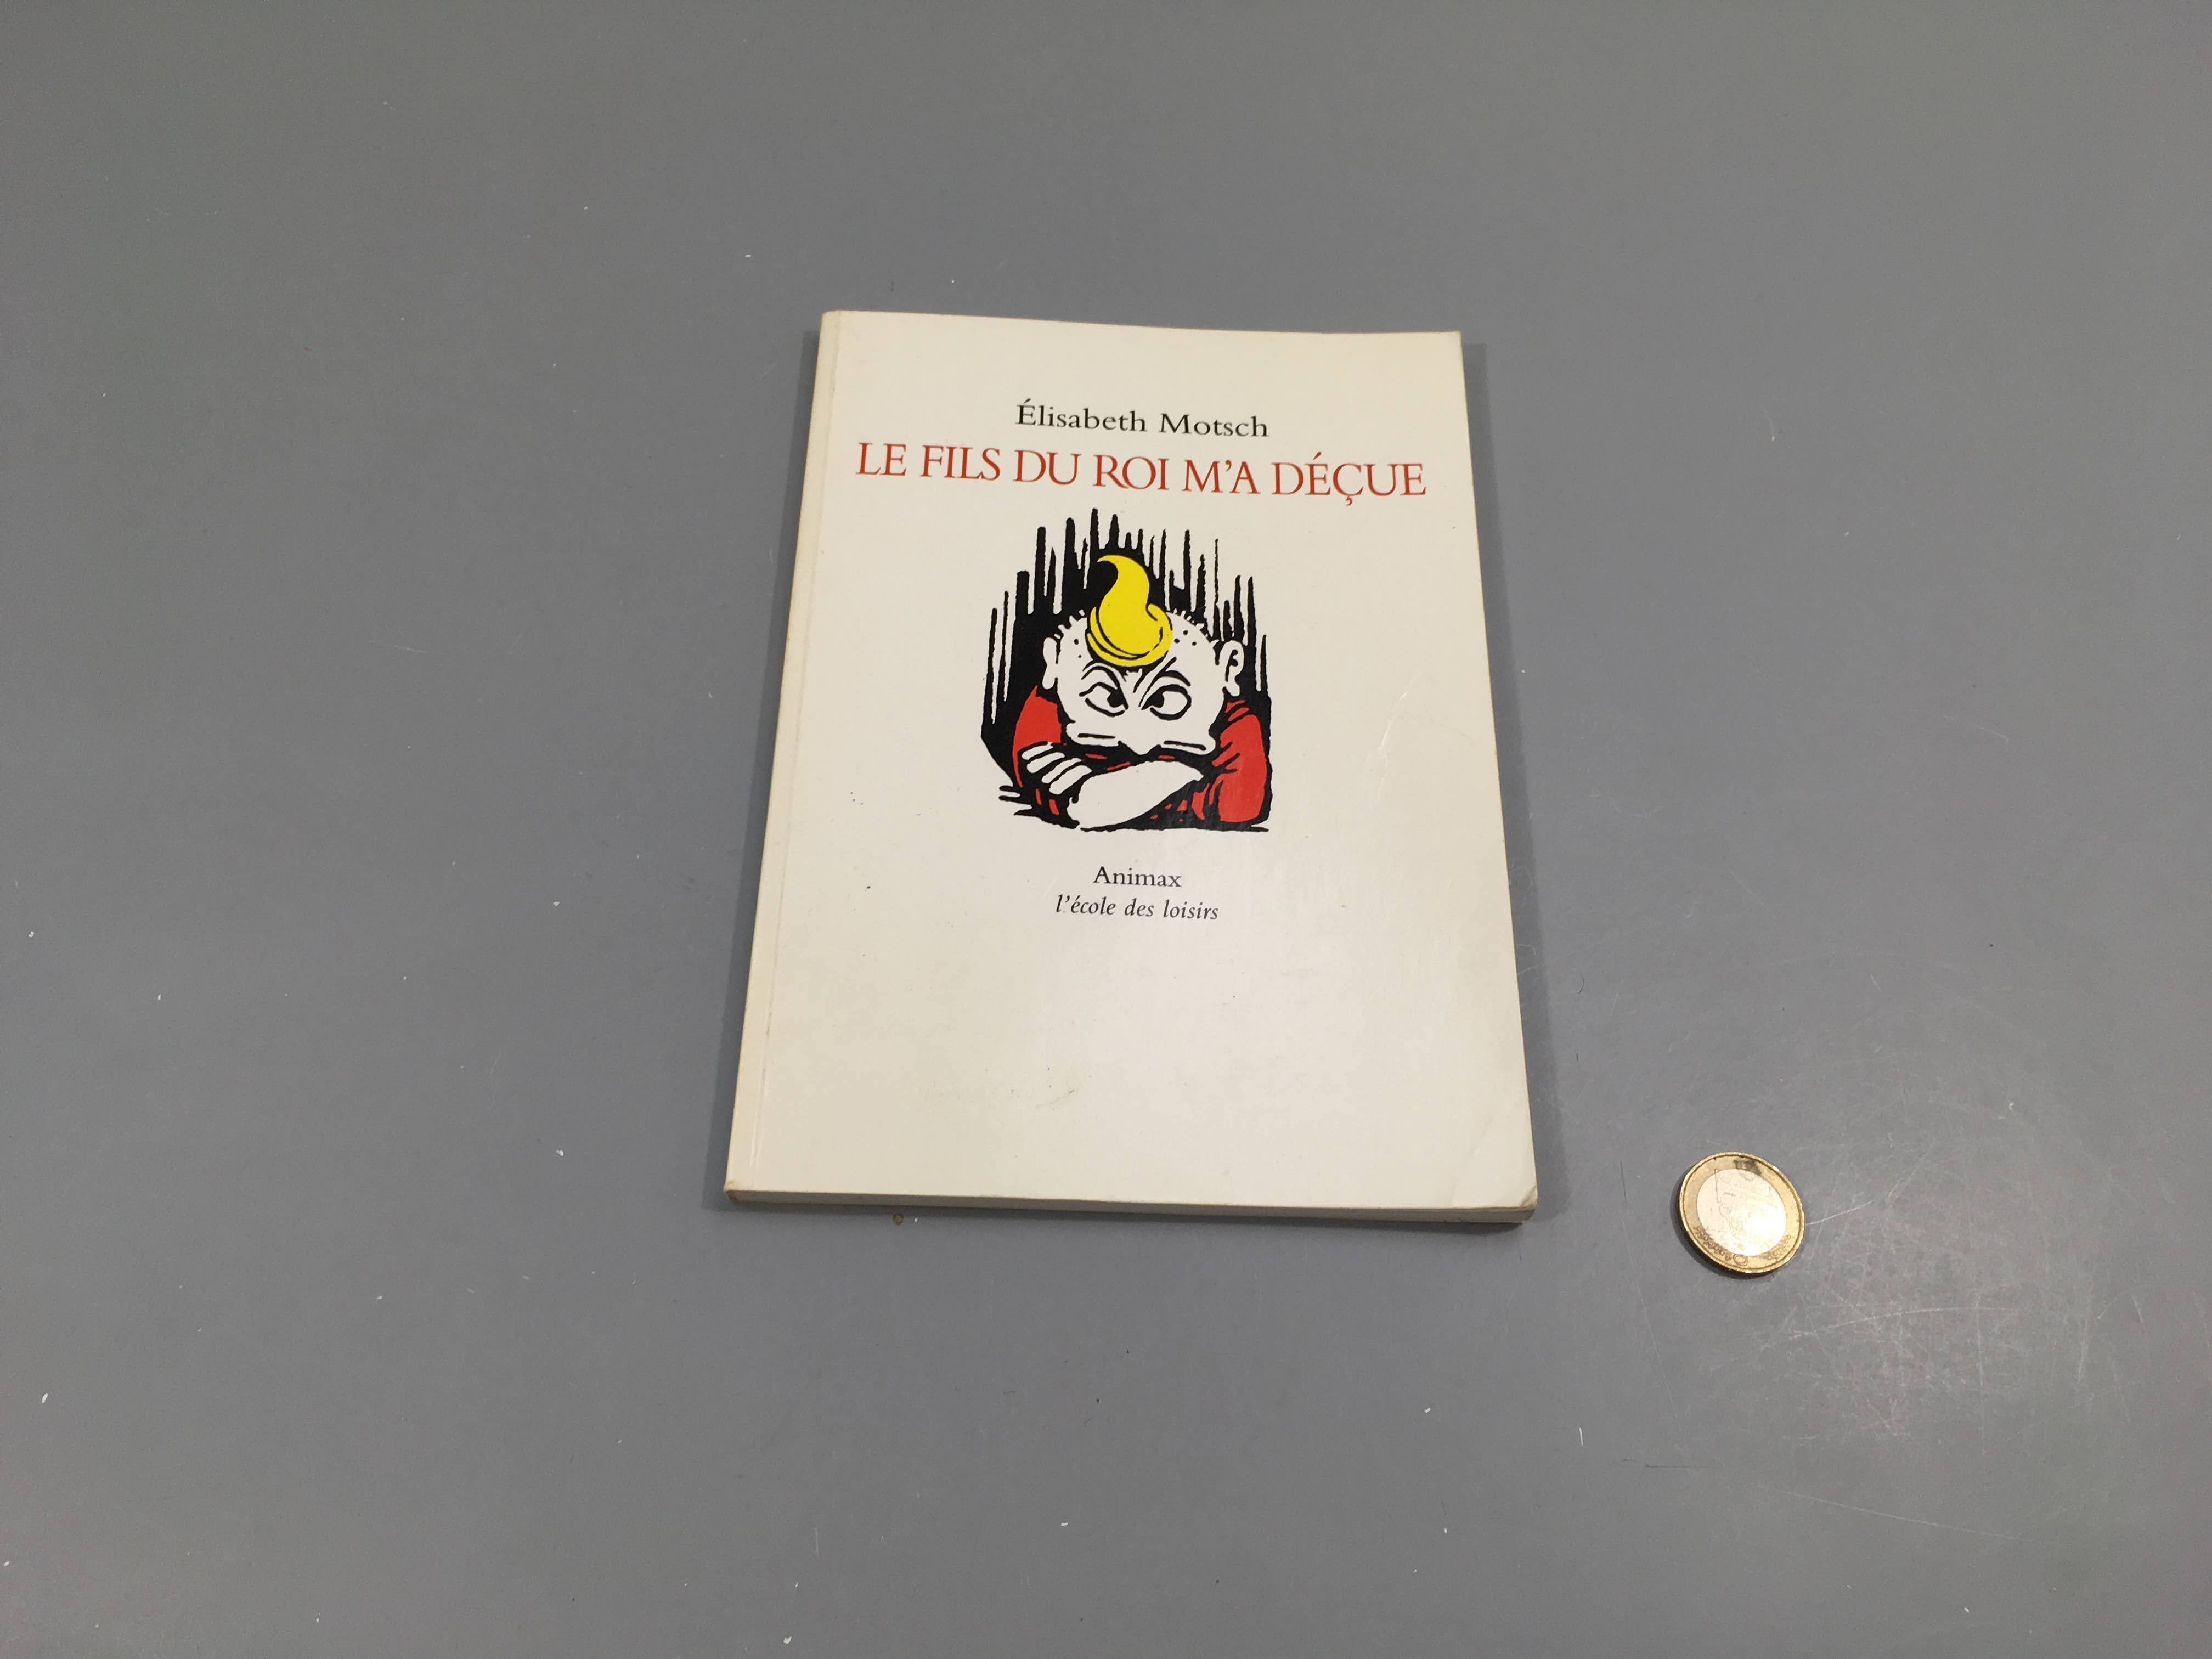 Élisabeth Motsch
LE FILS DU ROI M'A DÉÇUE
Animax
l'école des loisirs